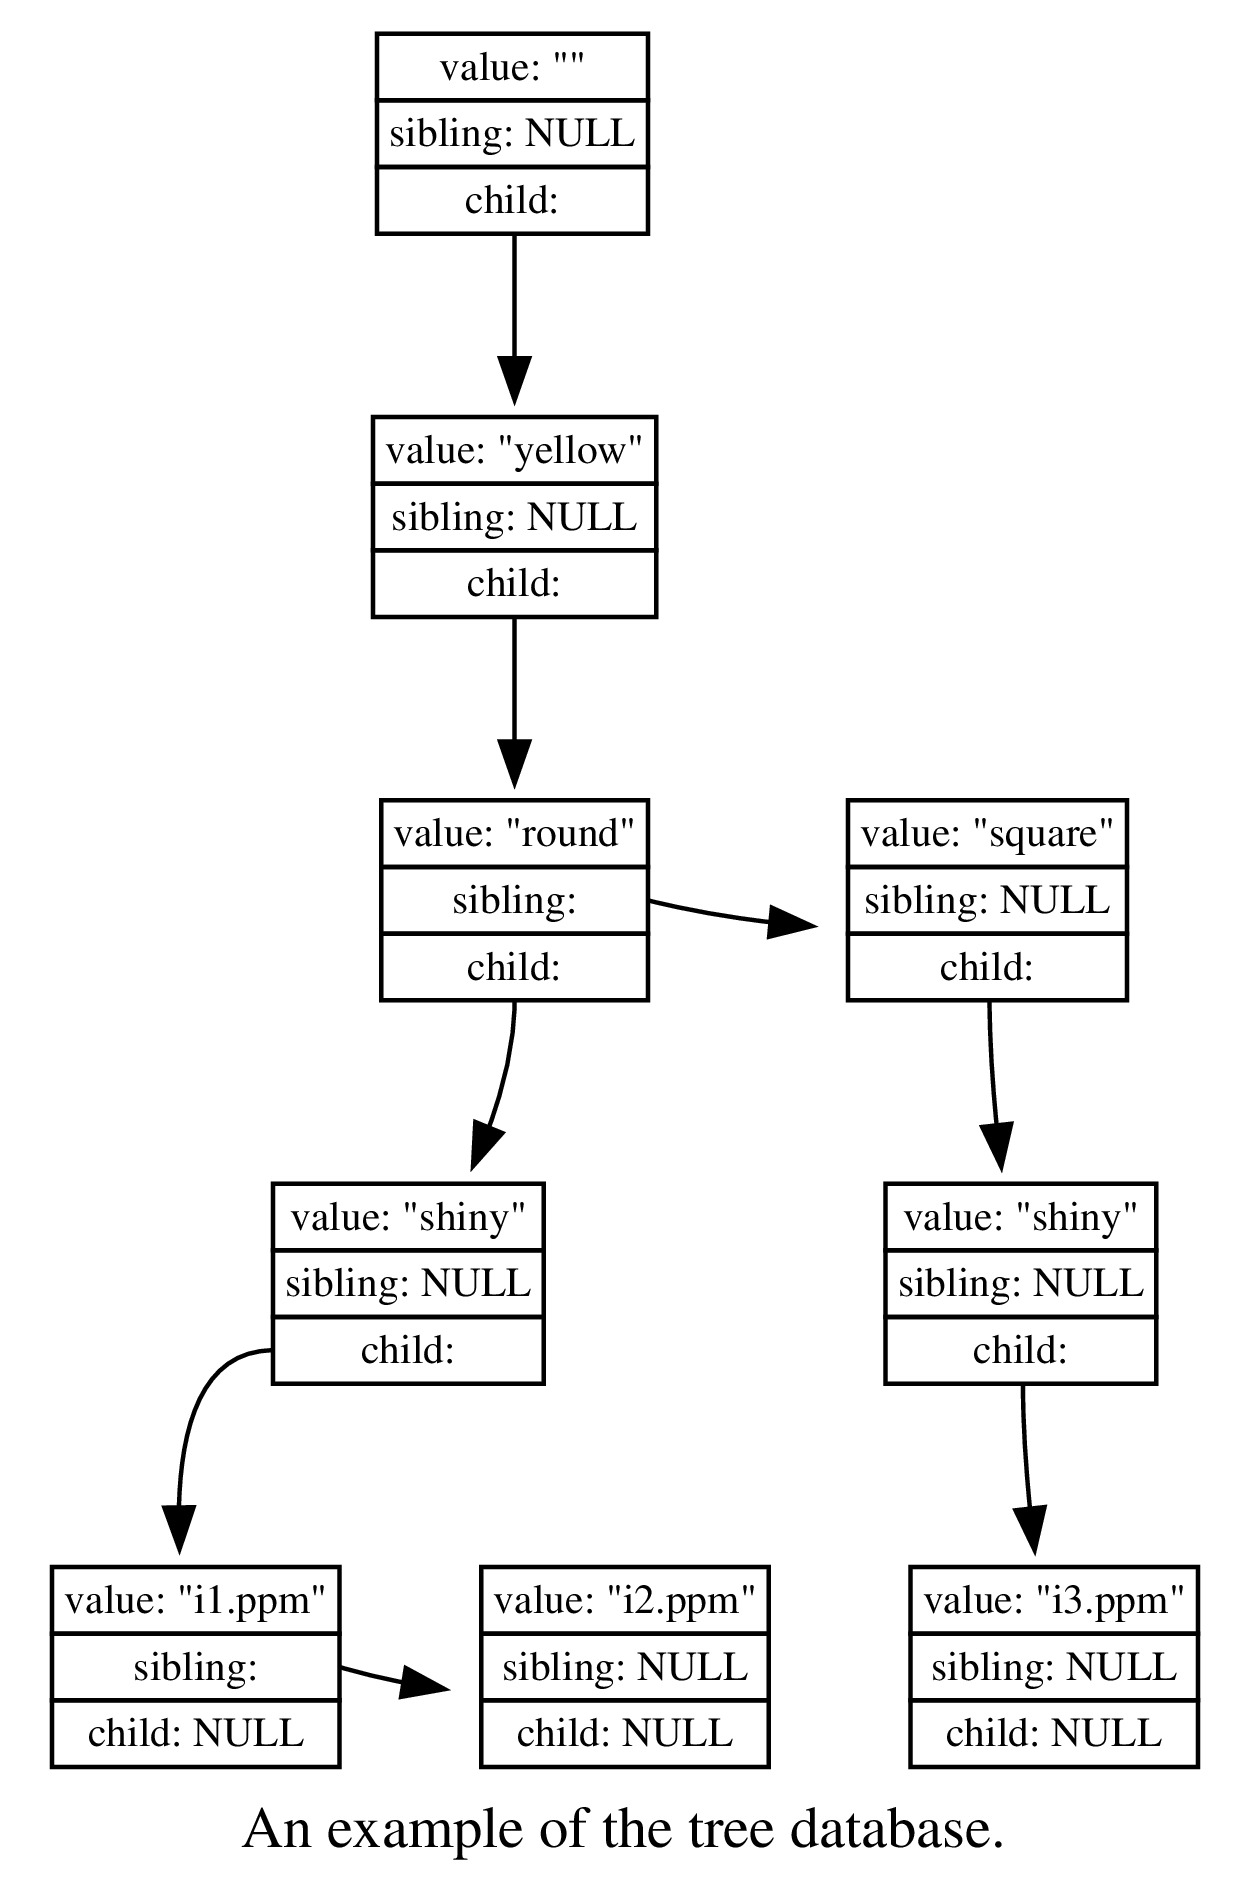 value: ""
sibling: NULL
child:
value: "yellow"
sibling: NULL
child:
value: "round"
sibling:
child:
value: "square"
sibling: NULL
child:
value: "shiny"
sibling: NULL
child:
value: "shiny"
sibling: NULL
child:
value: "i1.ppm"
sibling:
child: NULL
value: "i2.ppm"
sibling: NULL
child: NULL
value: "i3.ppm"
sibling: NULL
child: NULL
An example of the tree database.